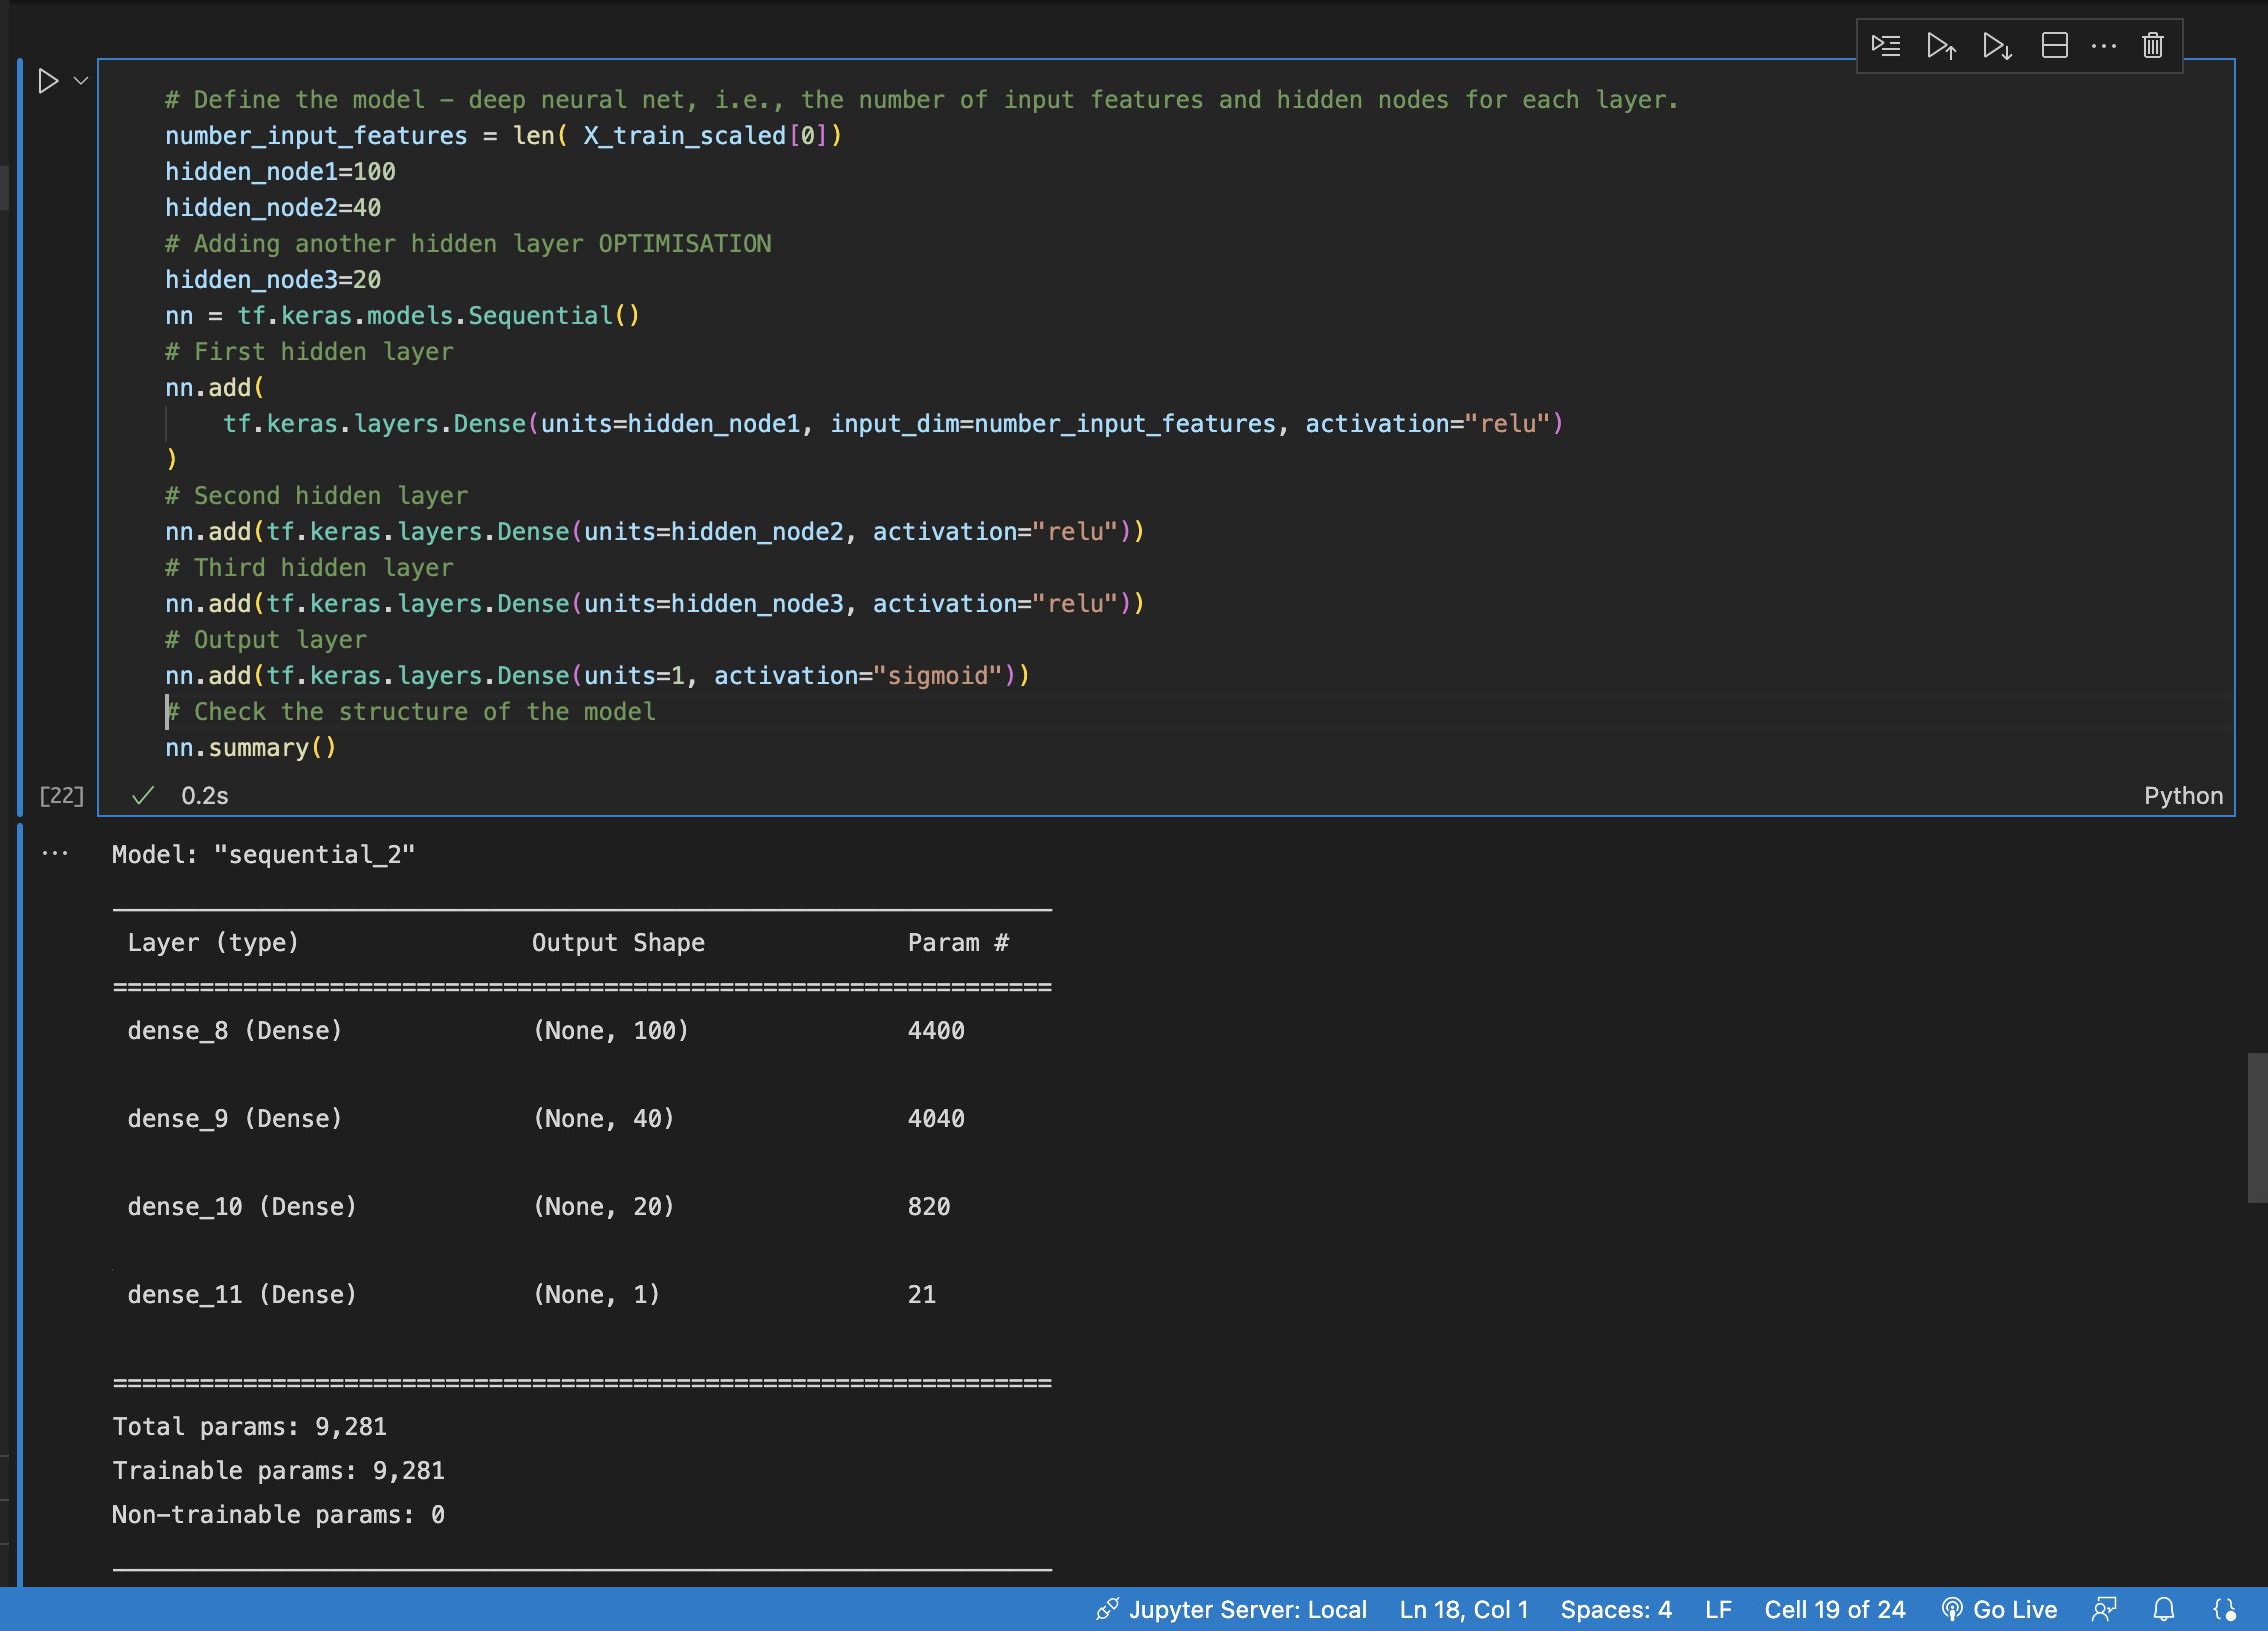 # Define the model – deep neural net, i.e., the number of input features and hidden nodes for each layer.
number_input_features = len( X_train_scaled[0])
hidden_node1=100
hidden_node2=40
# Adding another hidden layer OPTIMISATION
hidden_node3=20
nn = tf.keras.models.Sequential()
# First hidden layer
nn.add(
    tf.keras.layers.Dense(units=hidden_node1, input_dim=number_input_features, activation="relu")
)
# Second hidden layer
nn.add(tf.keras.layers.Dense(units=hidden_node2, activation="relu"))
# Third hidden layer
nn.add(tf.keras.layers.Dense(units=hidden_node3, activation="relu"))
# Output layer
nn.add(tf.keras.layers.Dense(units=1, activation="sigmoid"))
# Check the structure of the model
nn.summary()
[22] 0.2s Python
Model: "sequential_2"
Layer (type) Output Shape Param #
=================================================================
dense_8 (Dense) (None, 100) 4400
dense_9 (Dense) (None, 40) 4040
dense_10 (Dense) (None, 20) 820
dense_11 (Dense) (None, 1) 21
=================================================================
Total params: 9,281
Trainable params: 9,281
Non-trainable params: 0
Jupyter Server: Local Ln 18, Col 1 Spaces: 4 LF Cell 19 of 24 Go Live